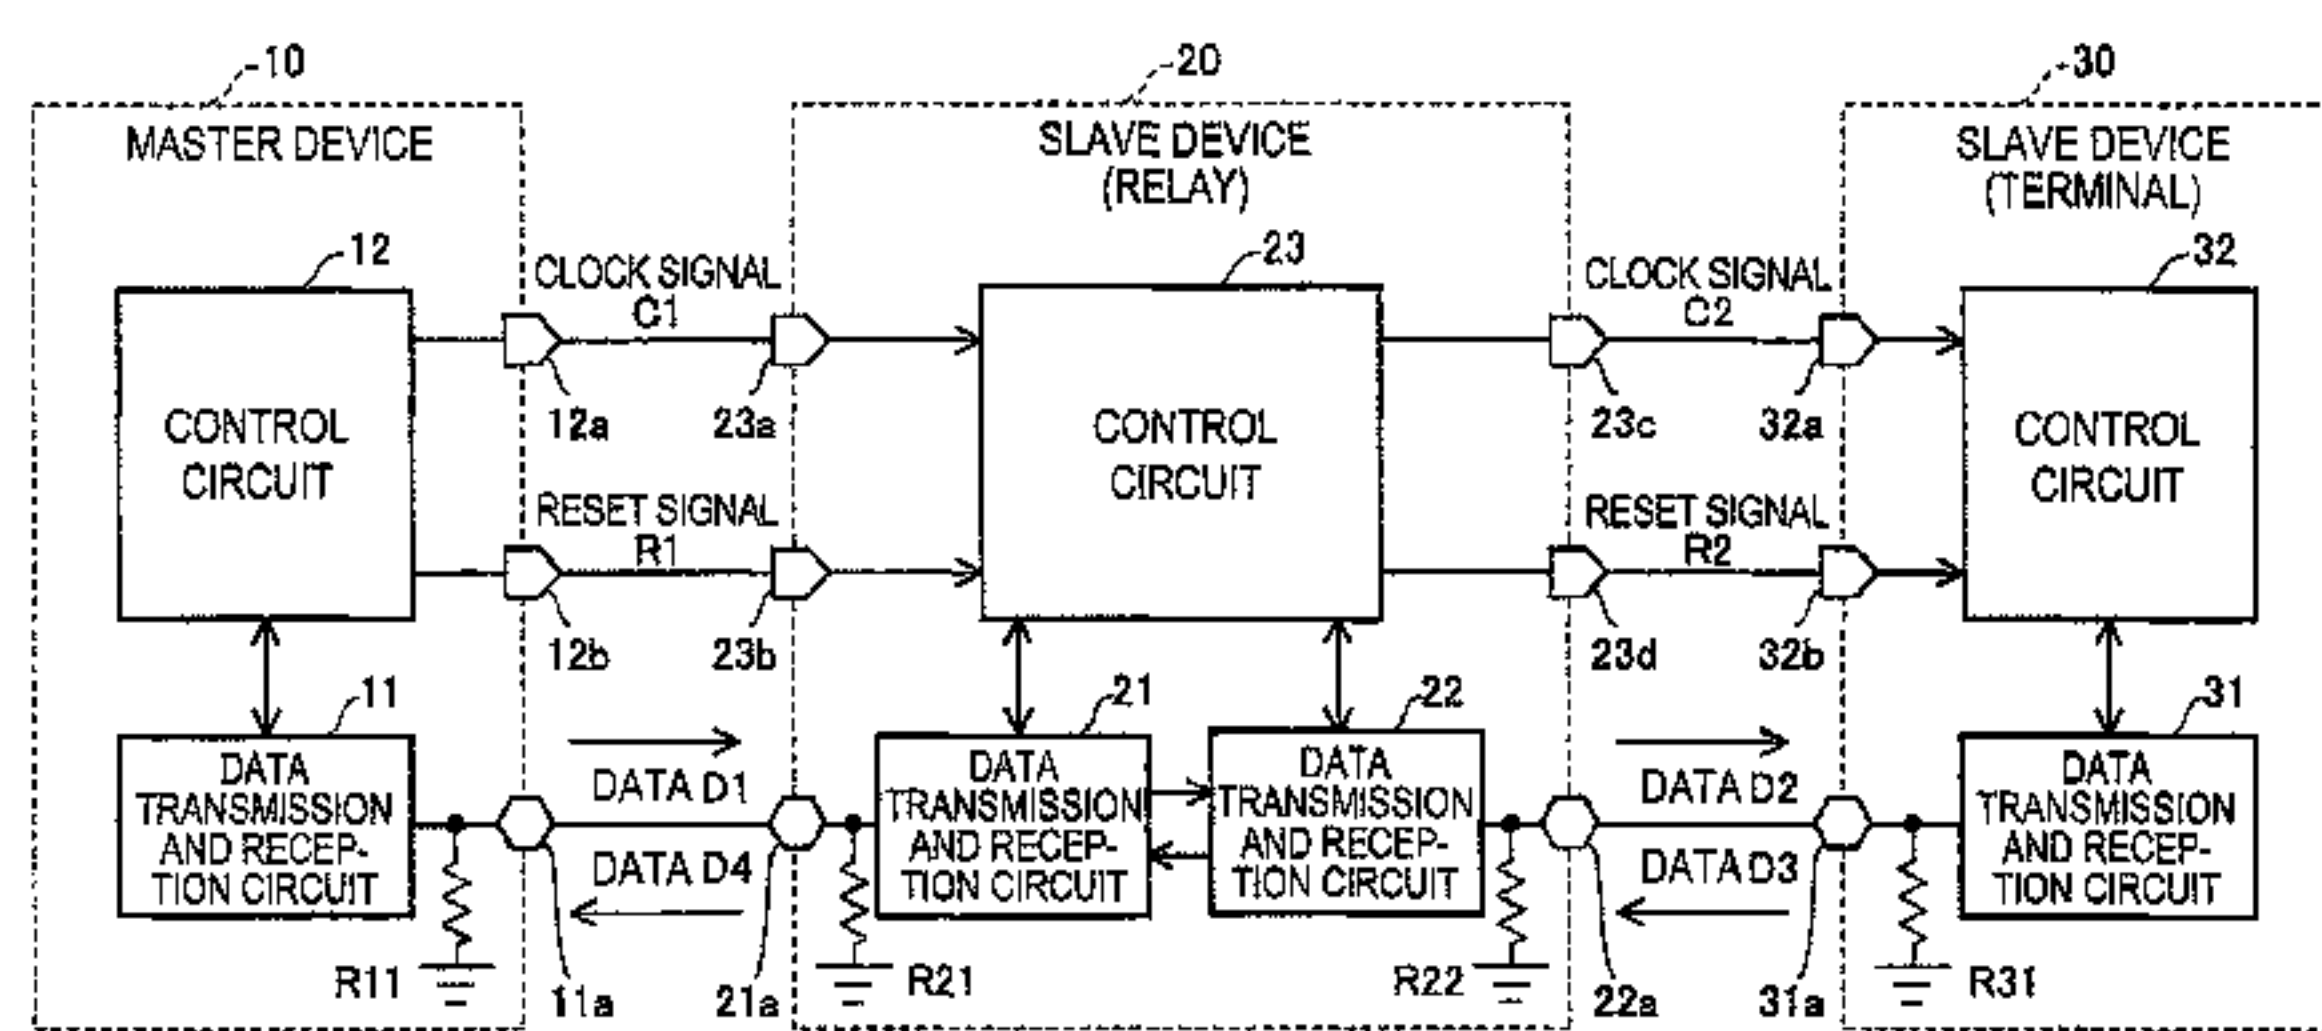 10
20
30
MASTER DEVICE
SLAVE DEVICE
(RELAY)
SLAVE DEVICE
(TERMINAL)
12
CLOCK SIGNAL
C1
23
CLOCK SIGNAL
C2
32
CONTROL
CIRCUIT
12a
23a
CONTROL
CIRCUIT
23c
32a
CONTROL
CIRCUIT
RESET SIGNAL
R1
RESET SIGNAL
R2
12b
23b
23d
32b
11
21
22
31
DATA
TRANSMISSION
AND RECEP-
TION CIRCUIT
DATA D1
DATA D4
DATA
TRANSMISSION
AND RECEP-
TION CIRCUIT
DATA
TRANSMISSION
AND RECEP-
TION CIRCUIT
DATA D2
DATA D3
DATA
TRANSMISSION
AND RECEP-
TION CIRCUIT
R11
11a
21a
R21
R22
22a
31a
R31